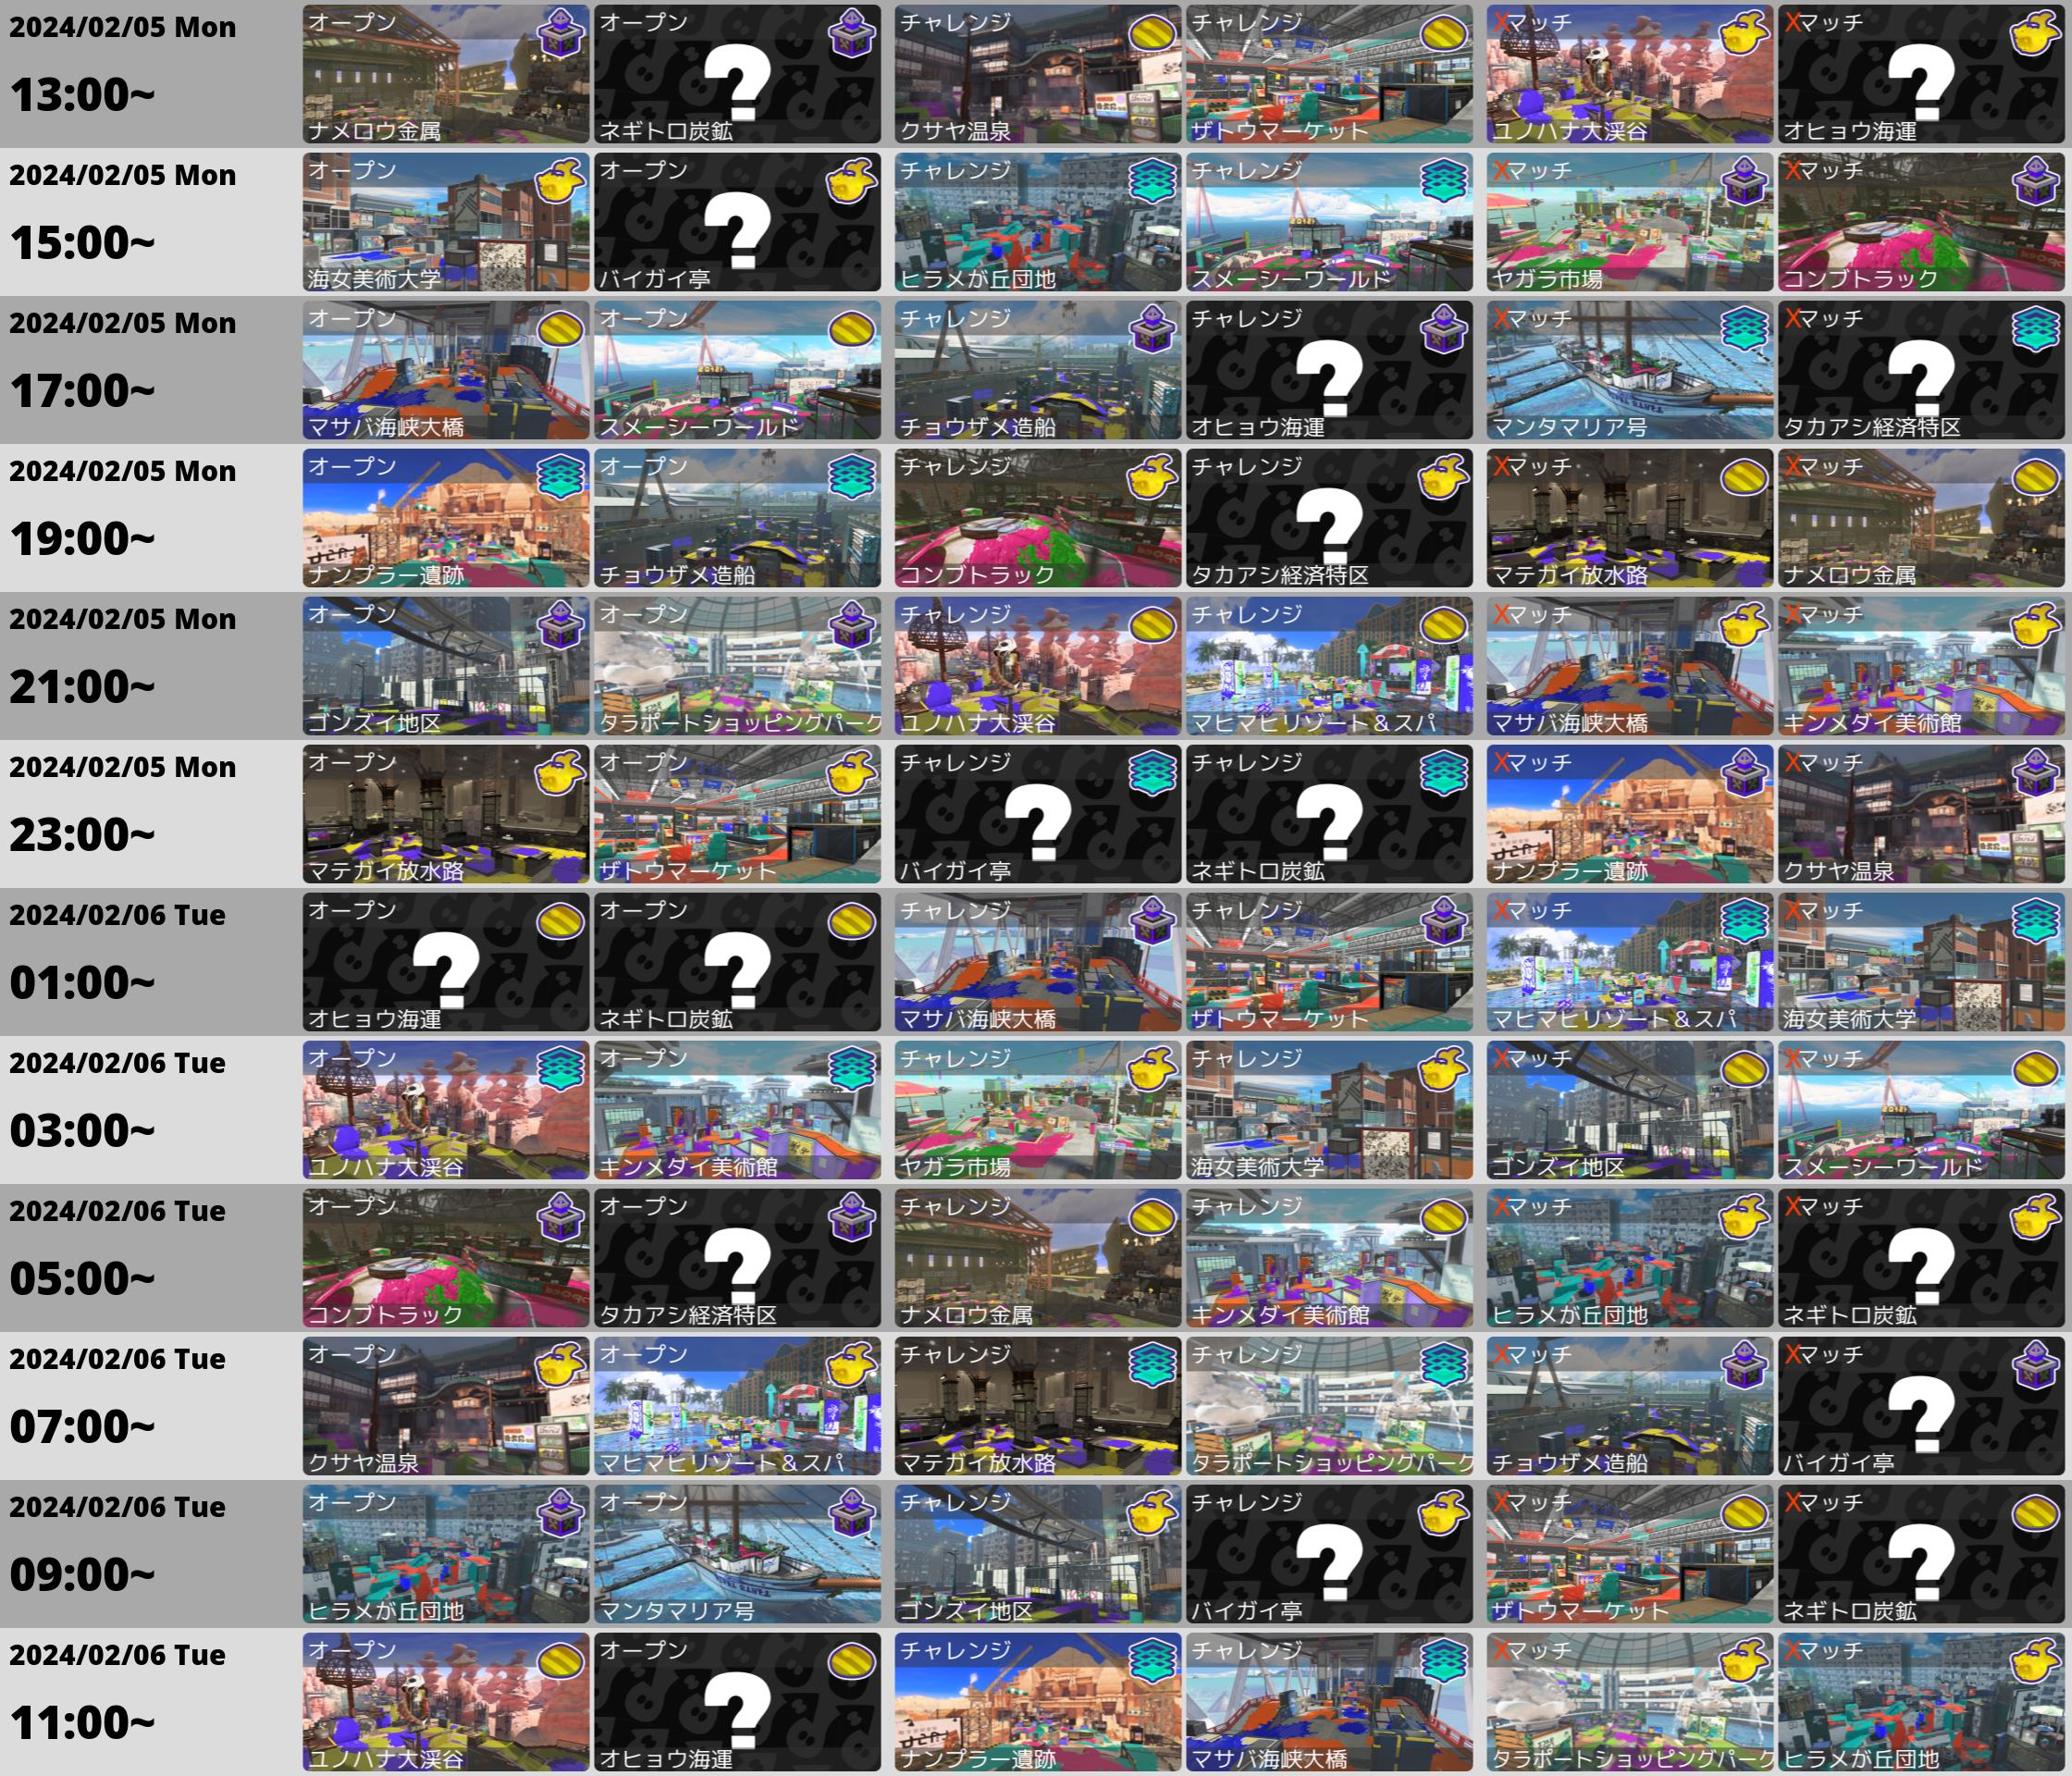 2024/02/05 Mon
13:00~
オープン
ナメロウ金属
オープン
ネギトロ炭鉱
チャレンジ
クサヤ温泉
チャレンジ
ザトウマーケット
Xマッチ
ユノハナ大渓谷
Xマッチ
オヒョウ海運
2024/02/05 Mon
15:00~
オープン
海女美術大学
オープン
バイガイ亭
チャレンジ
ヒラメが丘団地
チャレンジ
スメーシーワールド
Xマッチ
ヤガラ市場
Xマッチ
コンブトラック
2024/02/05 Mon
17:00~
オープン
マサバ海峡大橋
オープン
スメーシーワールド
チャレンジ
チョウザメ造船
チャレンジ
オヒョウ海運
Xマッチ
マンタマリア号
Xマッチ
タカアシ経済特区
2024/02/05 Mon
19:00~
オープン
ナンプラー遺跡
オープン
チョウザメ造船
チャレンジ
コンブトラック
チャレンジ
タカアシ経済特区
Xマッチ
マテガイ放水路
Xマッチ
ナメロウ金属
2024/02/05 Mon
21:00~
オープン
ゴンズイ地区
オープン
タラポートショッピングパーク
チャレンジ
ユノハナ大渓谷
チャレンジ
マヒマヒリゾート＆スパ
Xマッチ
マサバ海峡大橋
Xマッチ
キンメダイ美術館
2024/02/05 Mon
23:00~
オープン
マテガイ放水路
オープン
ザトウマーケット
チャレンジ
バイガイ亭
チャレンジ
ネギトロ炭鉱
Xマッチ
ナンプラー遺跡
Xマッチ
クサヤ温泉
2024/02/06 Tue
01:00~
オープン
オヒョウ海運
オープン
ネギトロ炭鉱
チャレンジ
マサバ海峡大橋
チャレンジ
ザトウマーケット
Xマッチ
マヒマヒリゾート＆スパ
Xマッチ
海女美術大学
2024/02/06 Tue
03:00~
オープン
ユノハナ大渓谷
オープン
キンメダイ美術館
チャレンジ
ヤガラ市場
チャレンジ
海女美術大学
Xマッチ
ゴンズイ地区
Xマッチ
スメーシーワールド
2024/02/06 Tue
05:00~
オープン
コンブトラック
オープン
タカアシ経済特区
チャレンジ
ナメロウ金属
チャレンジ
キンメダイ美術館
Xマッチ
ヒラメが丘団地
Xマッチ
ネギトロ炭鉱
2024/02/06 Tue
07:00~
オープン
クサヤ温泉
オープン
マヒマヒリゾート＆スパ
チャレンジ
マテガイ放水路
チャレンジ
タラポートショッピングパーク
Xマッチ
チョウザメ造船
Xマッチ
バイガイ亭
2024/02/06 Tue
09:00~
オープン
ヒラメが丘団地
オープン
マンタマリア号
チャレンジ
ゴンズイ地区
チャレンジ
バイガイ亭
Xマッチ
ザトウマーケット
Xマッチ
ネギトロ炭鉱
2024/02/06 Tue
11:00~
オープン
ユノハナ大渓谷
オープン
オヒョウ海運
チャレンジ
ナンプラー遺跡
チャレンジ
マサバ海峡大橋
Xマッチ
タラポートショッピングパーク
Xマッチ
ヒラメが丘団地